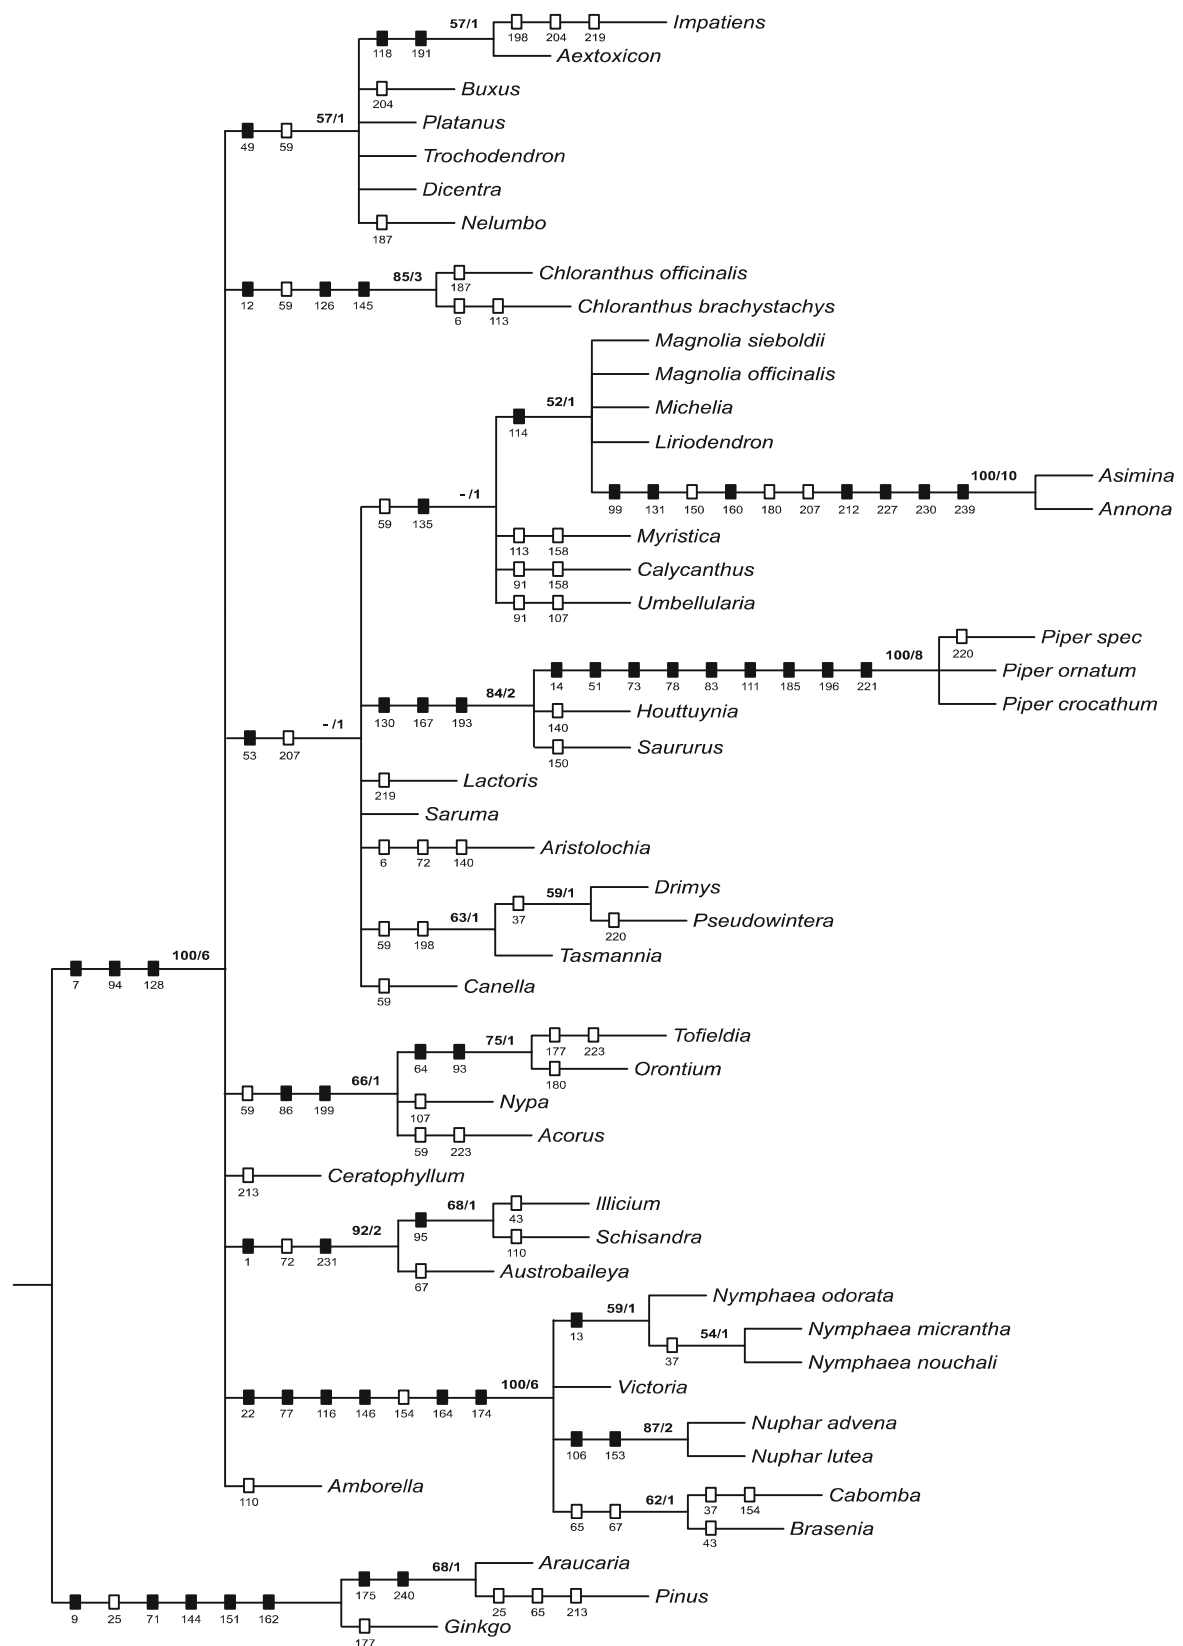 57/1
Impatiens
198 204 219
118 191
Aextoxicon
Buxus
204
57/1
Platanus
49 59
Trochodendron
Dicentra
Nelumbo
187
85/3
Chloranthus officinalis
187
12 59 126 145
Chloranthus brachystachys
6 113
Magnolia sieboldii
Magnolia officinalis
52/1
Michelia
114
Liriodendron
100/10
Asimina
99 131 150 160 180 207 212 227 230 239
Annona
- /1
59 135
Myristica
113 158
Calycanthus
91 158
Umbellularia
91 107
Piper spec
220
100/8
14 51 73 78 83 111 185 196 221
Piper ornatum
84/2
130 167 193
Piper crocathum
Houttuynia
140
- /1
53 207
Saururus
150
Lactoris
219
Saruma
Aristolochia
6 72 140
59/1
Drimys
37
63/1
Pseudowintera
220
59 198
Tasmannia
100/6
7 94 128
Canella
59
75/1
Tofieldia
177 223
64 93
Orontium
180
66/1
59 86 199
Nypa
107
Acorus
59 223
Ceratophyllum
213
68/1
Illicium
43
95
92/2
Schisandra
110
1 72 231
Austrobaileya
67
59/1
Nymphaea odorata
13
54/1
Nymphaea micrantha
37
Nymphaea nouchali
100/6
Victoria
22 77 116 146 154 164 174
87/2
Nuphar advena
106 153
Nuphar lutea
Amborella
110
62/1
Cabomba
37 154
65 67
Brasenia
43
68/1
Araucaria
175 240
Pinus
25 65 213
9 25 71 144 151 162
Ginkgo
177